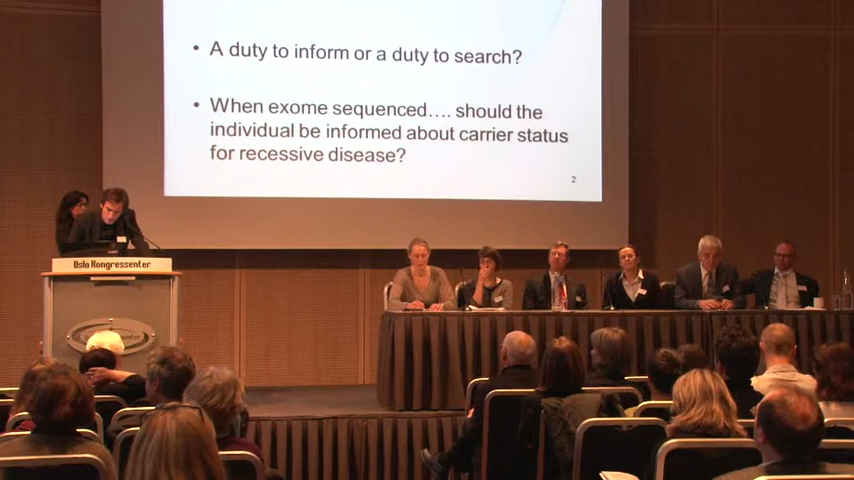 • A duty to inform or a duty to search?
• When exome sequenced…. should the
individual be informed about carrier status
for recessive disease?
2
Oslo Kongressenter